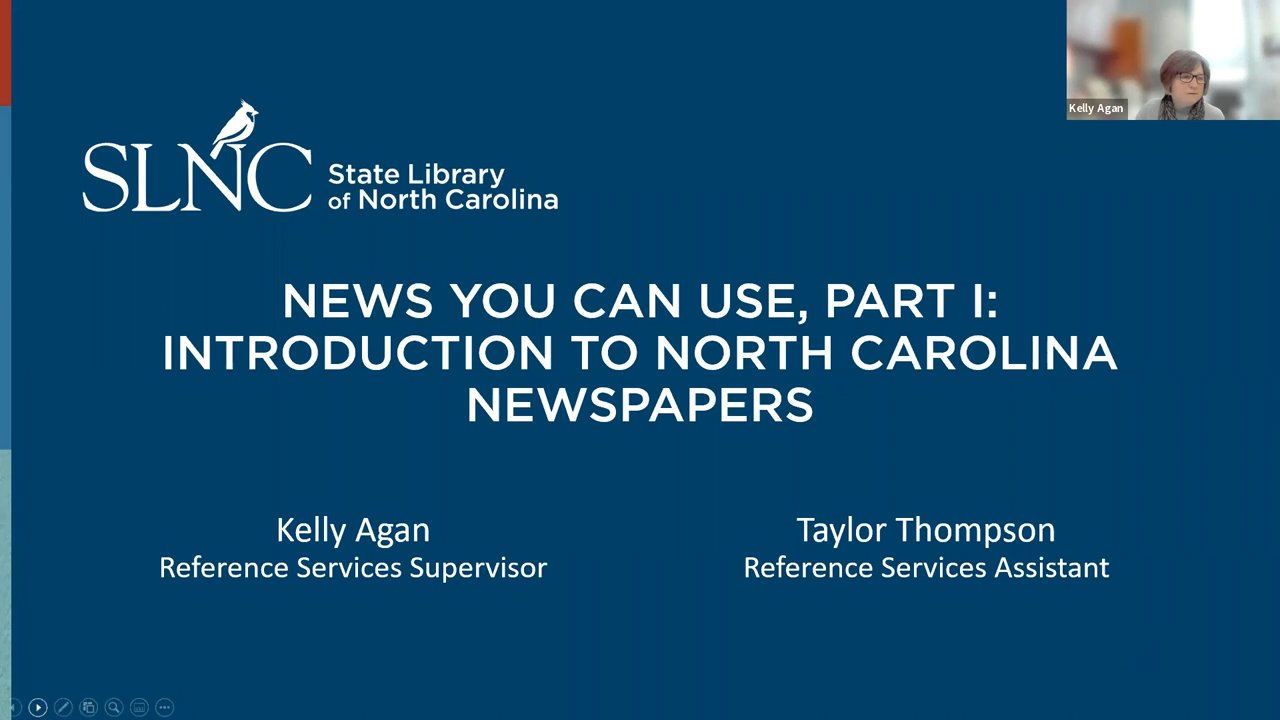 Kelly Agan
SLNC
State Library
of North Carolina
NEWS YOU CAN USE, PART I:
INTRODUCTION TO NORTH CAROLINA
NEWSPAPERS
Kelly Agan
Reference Services Supervisor
Taylor Thompson
Reference Services Assistant